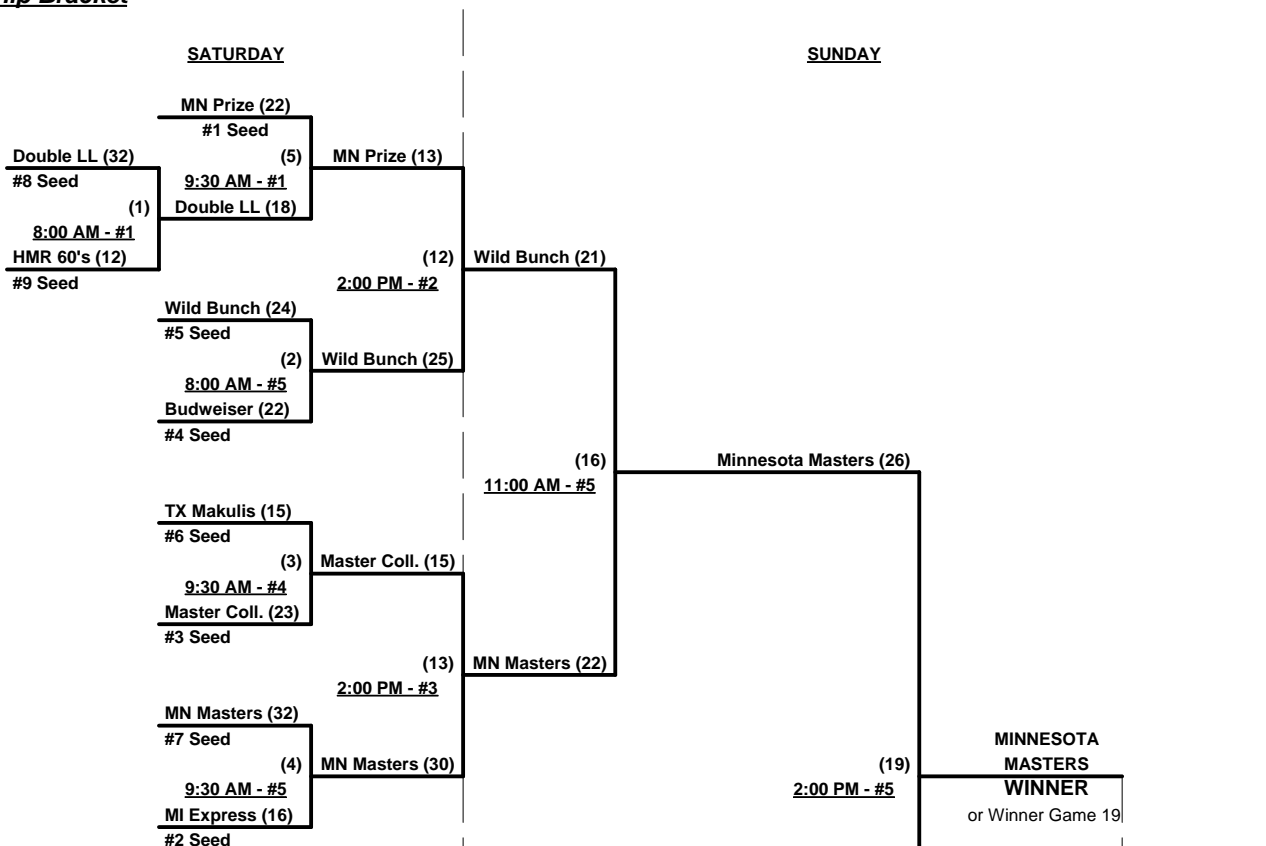 SATURDAY
SUNDAY
MN Prize (22)
#1 Seed
Double LL (32)
(5)
MN Prize (13)
#8 Seed
9:30 AM - #1
(1)
Double LL (18)
8:00 AM - #1
HMR 60's (12)
(12)
Wild Bunch (21)
#9 Seed
2:00 PM - #2
Wild Bunch (24)
#5 Seed
(2)
Wild Bunch (25)
8:00 AM - #5
Budweiser (22)
#4 Seed
(16)
Minnesota Masters (26)
11:00 AM - #5
TX Makulis (15)
#6 Seed
(3)
Master Coll. (15)
9:30 AM - #4
Master Coll. (23)
#3 Seed
(13)
MN Masters (22)
2:00 PM - #3
MN Masters (32)
#7 Seed
MINNESOTA
(4)
MN Masters (30)
(19)
MASTERS
9:30 AM - #5
2:00 PM - #5
WINNER
MI Express (16)
or Winner Game 19
#2 Seed